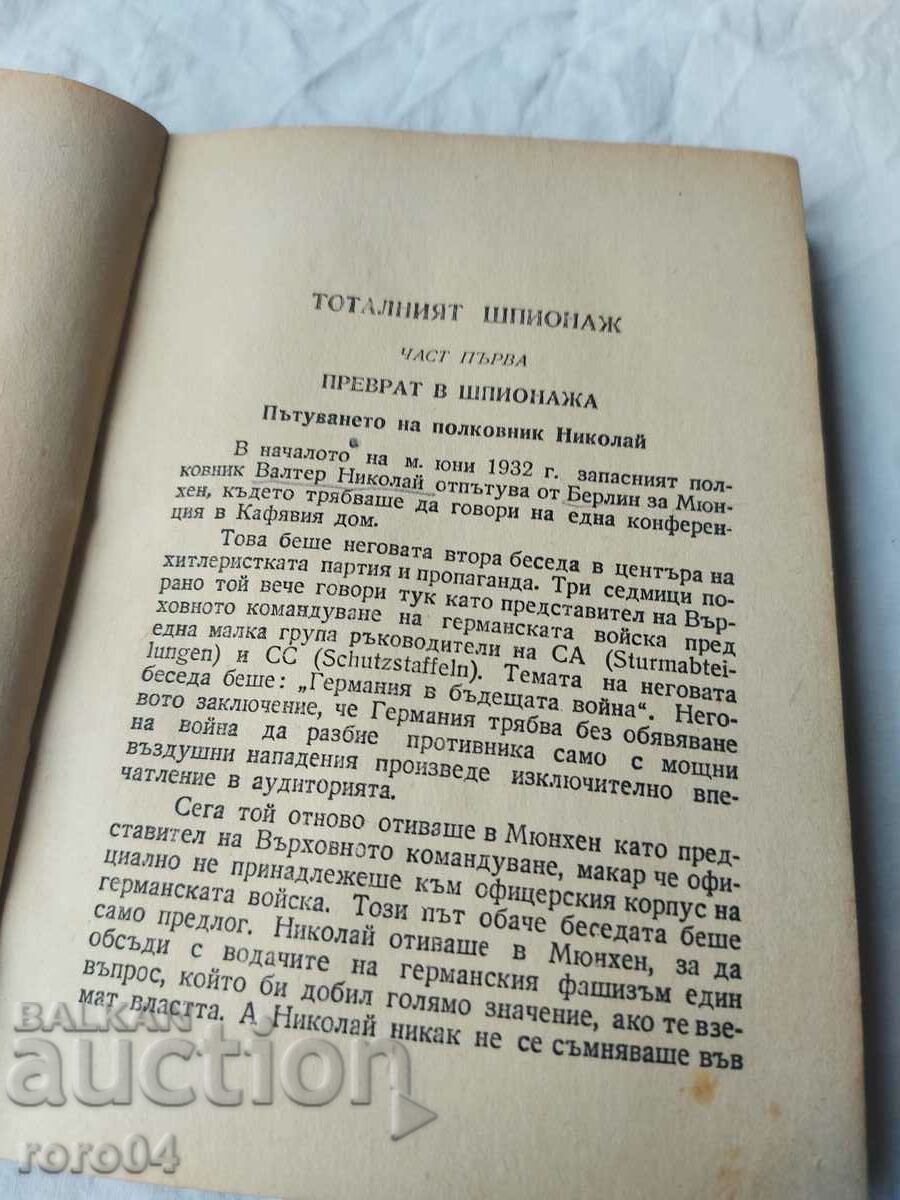 ТОТАЛНИЯТ ШПИОНАЖ
ЧАСТ ПЪРВА
ПРЕВРАТ В ШПИОНАЖА
Пътуването на полковник Николай
В началото на м. юни 1932 г. запасният пол-
ковник Валтер Николай отпътува от Берлин за Мюн-
хен, където трябваше да говори на една конферен-
ция в Кафявия дом.
Това беше неговата втора беседа в центъра на
хитлеристката партия и пропаганда. Три седмици по-
рано той вече говори тук като представител на Вър-
ховното командуване на германската войска пред
една малка група ръководители на СА (Sturmabtei-
lungen) и СС (Schutzstaffeln). Темата на неговата
беседа беше: „Германия в бъдещата война“. Него-
вото заключение, че Германия трябва без обявяване
на война да разбие противника само с мощни
въздушни нападения произведе изключително впе-
чатление в аудиторията.
Сега той отново отиваше в Мюнхен като пред-
ставител на Върховното командуване, макар че офи-
циално не принадлежеше към офицерския корпус на
германската войска. Този път обаче беседата беше
само предлог. Николай отиваше в Мюнхен, за да
обсъди с водачите на германския фашизъм един
въпрос, който би добил голямо значение, ако те взе-
мат властта. А Николай никак не се съмняваше във
BALKAN
auction
roro04